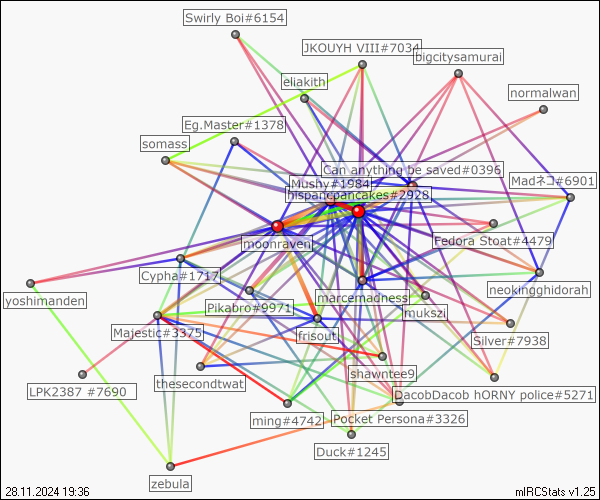 Swirly Boi#6154
JKOUYH VIII#7034
bigcitysamurai
eliakith
normalwan
Eg.Master#1378
somass
Can anything be saved#0396
Mushy#1984
Madネコ#6901
hispanicpancakes#2928
moonraven
Fedora Stoat#4479
Cypha#1717
neokingghidorah
yoshimanden
marcemadness
Pikabro#9971
mukszi
Majestic#3375
frisout
Silver#7938
shawntee9
LPK2387 #7690
thesecondtwat
DacobDacob hORNY police#5271
ming#4742
Pocket Persona#3326
Duck#1245
zebula
28.11.2024 19:36
mIRCStats v1.25